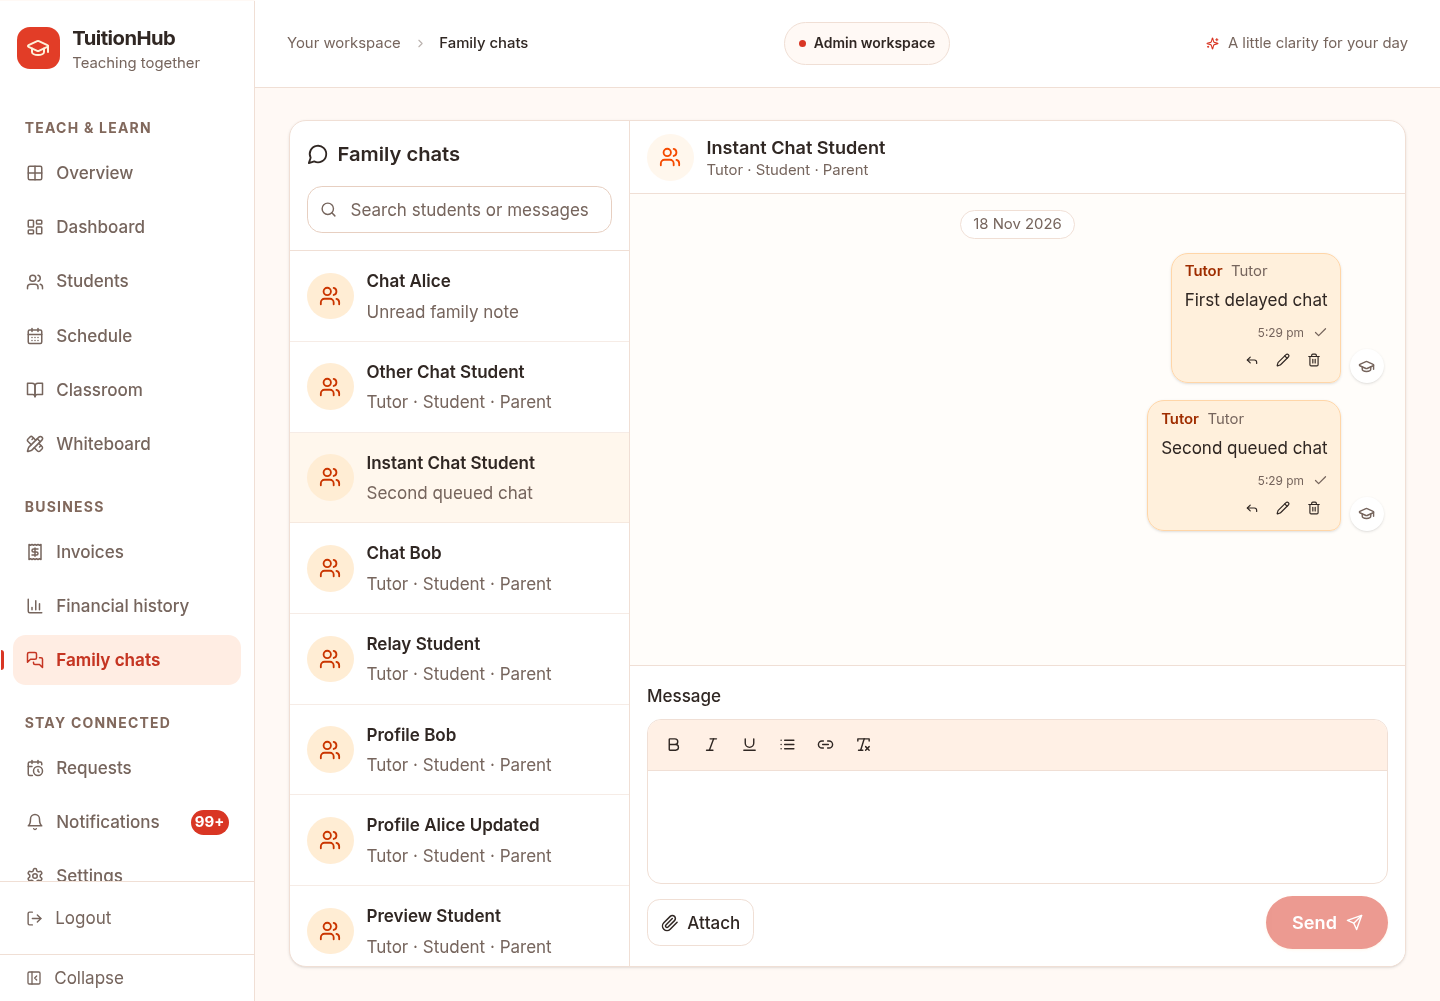 TuitionHub
Teaching together
TEACH & LEARN
Overview
Dashboard
Students
Schedule
Classroom
Whiteboard
BUSINESS
Invoices
Financial history
Family chats
STAY CONNECTED
Requests
Notifications 99+
Settings
Logout
Collapse
Your workspace > Family chats
Admin workspace
A little clarity for your day
Family chats
Search students or messages
Chat Alice
Unread family note
Other Chat Student
Tutor · Student · Parent
Instant Chat Student
Second queued chat
Chat Bob
Tutor · Student · Parent
Relay Student
Tutor · Student · Parent
Profile Bob
Tutor · Student · Parent
Profile Alice Updated
Tutor · Student · Parent
Preview Student
Tutor · Student · Parent
Instant Chat Student
Tutor · Student · Parent
18 Nov 2026
Tutor Tutor
First delayed chat
5:29 pm
Tutor Tutor
Second queued chat
5:29 pm
Message
Attach
Send